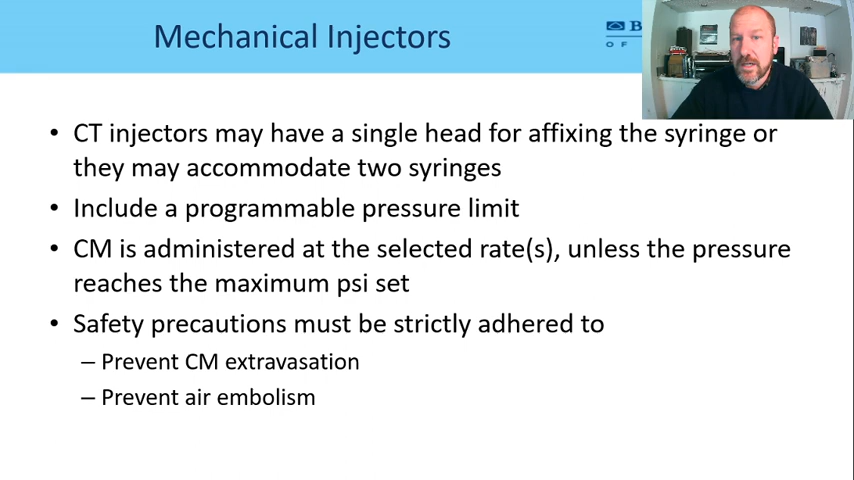 Mechanical Injectors
B
O F
• CT injectors may have a single head for affixing the syringe or
they may accommodate two syringes
• Include a programmable pressure limit
• CM is administered at the selected rate(s), unless the pressure
reaches the maximum psi set
• Safety precautions must be strictly adhered to
– Prevent CM extravasation
– Prevent air embolism